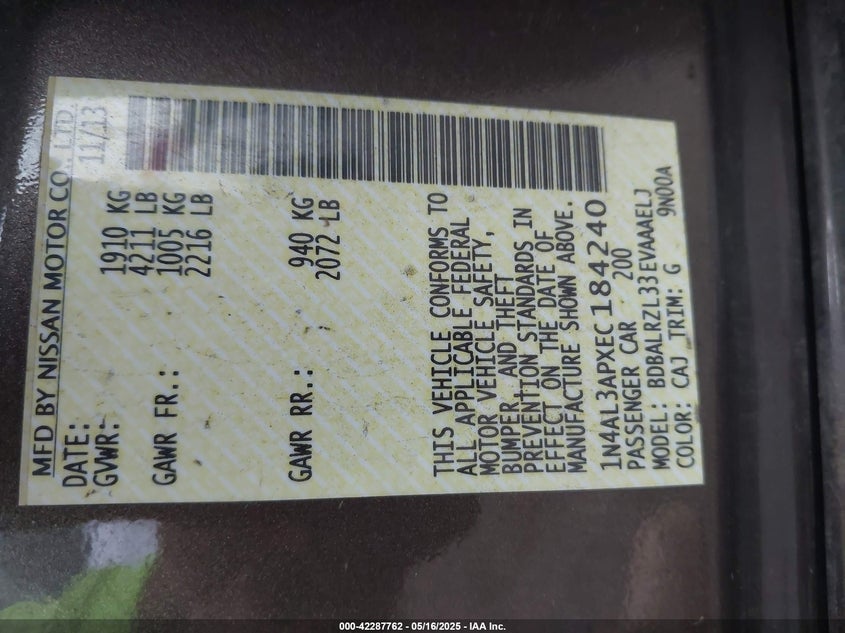 MFD BY NISSAN MOTOR CO., LTD.
DATE: 11/13
GVWR: 1910 KG
4211 LB
GAWR FR.: 1005 KG
2216 LB
GAWR RR.: 940 KG
2072 LB
THIS VEHICLE CONFORMS TO
ALL APPLICABLE FEDERAL
MOTOR VEHICLE SAFETY,
BUMPER AND THEFT
PREVENTION STANDARDS IN
EFFECT ON THE DATE OF
MANUFACTURE SHOWN ABOVE.
1N4AL3APXEC184240
PASSENGER CAR 200
MODEL: BDBALRZL33EVAAAELJ
COLOR: CAJ TRIM: G 9N00A
000-42287762 - 05/16/2025 - IAA Inc.